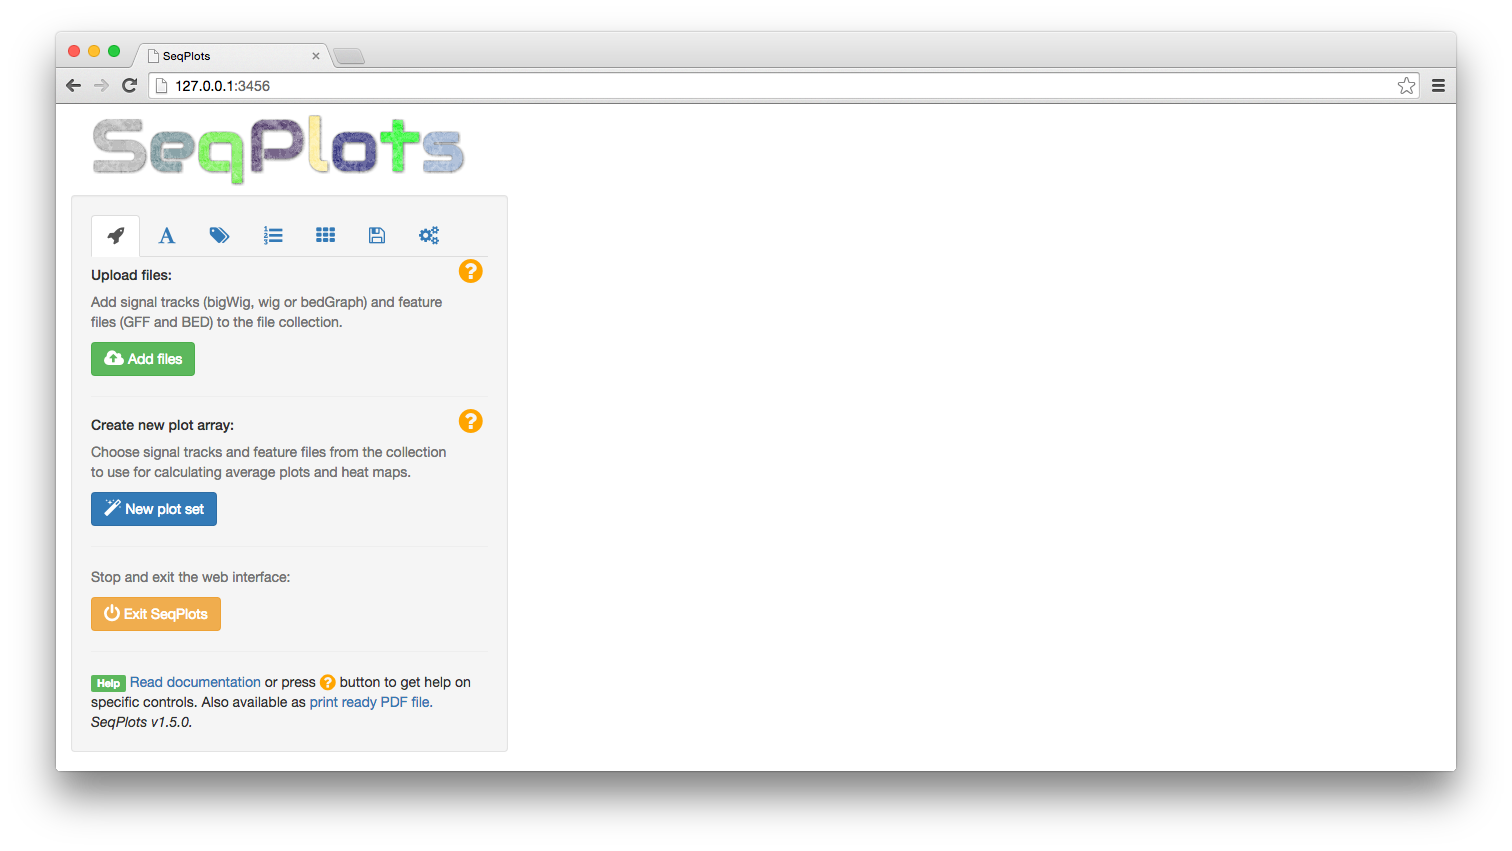 SeqPlots
127.0.0.1:3456
SeqPlots
Upload files:
Add signal tracks (bigWig, wig or bedGraph) and feature
files (GFF and BED) to the file collection.
Add files
Create new plot array:
Choose signal tracks and feature files from the collection
to use for calculating average plots and heat maps.
New plot set
Stop and exit the web interface:
Exit SeqPlots
Help Read documentation or press ? button to get help on
specific controls. Also available as print ready PDF file.
SeqPlots v1.5.0.